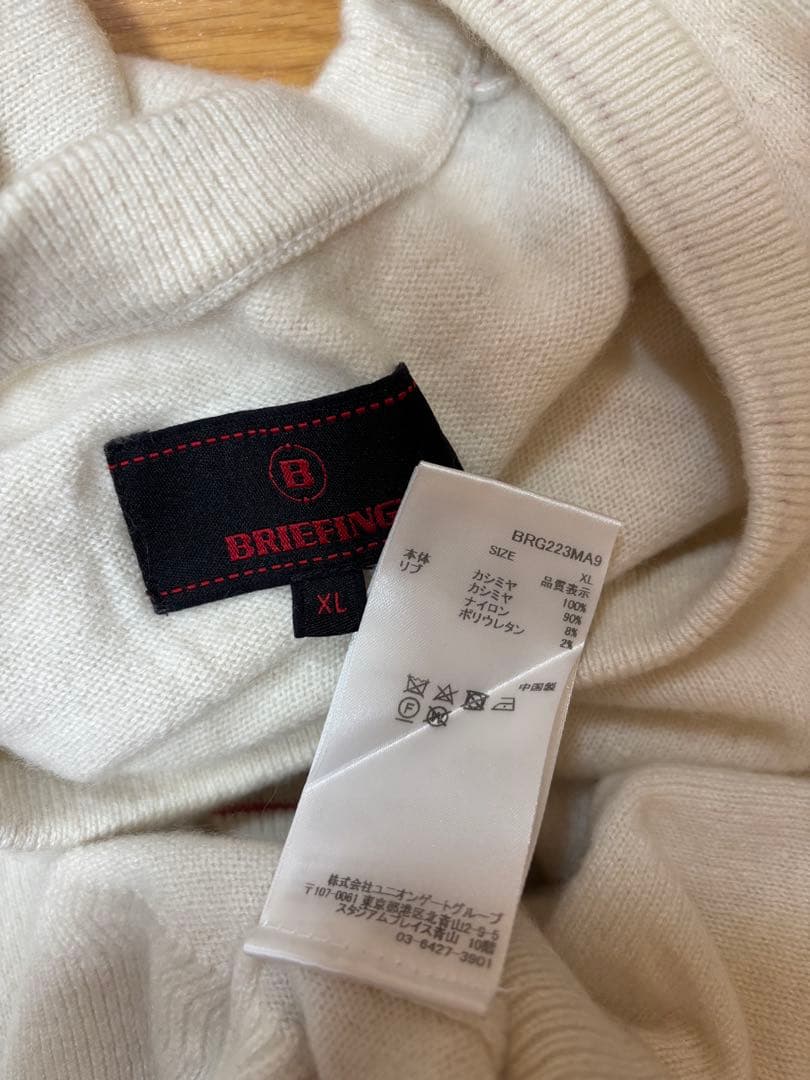 B
BRIEFING
XL
BRG223MA9
SIZE XL
品質表示
本体 カシミヤ 100%
リブ カシミヤ 90%
ナイロン 8%
ポリウレタン 2%
中国製
F
W
株式会社ユニオンゲートグループ
〒107-0061 東京都港区北青山2-9-5
スタジアムプレイス青山 10階
03-6427-3901